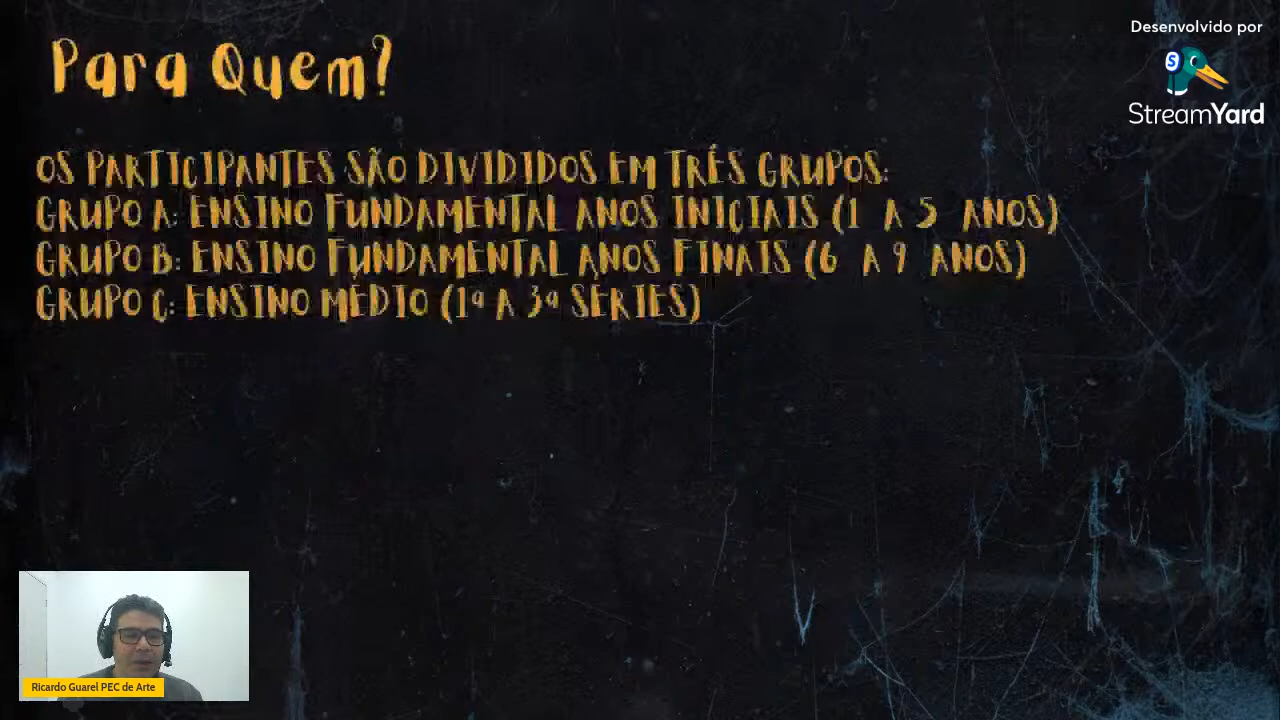 Para Quem?
Desenvolvido por
StreamYard
OS PARTICIPANTES SÃO DIVIDIDOS EM TRÊS GRUPOS:
GRUPO A: ENSINO FUNDAMENTAL ANOS INICIAIS (1 A 5 ANOS)
GRUPO B: ENSINO FUNDAMENTAL ANOS FINAIS (6 A 9 ANOS)
GRUPO C: ENSINO MÉDIO (1ª A 3ª SÉRIES)
Ricardo Guarel PEC de Arte